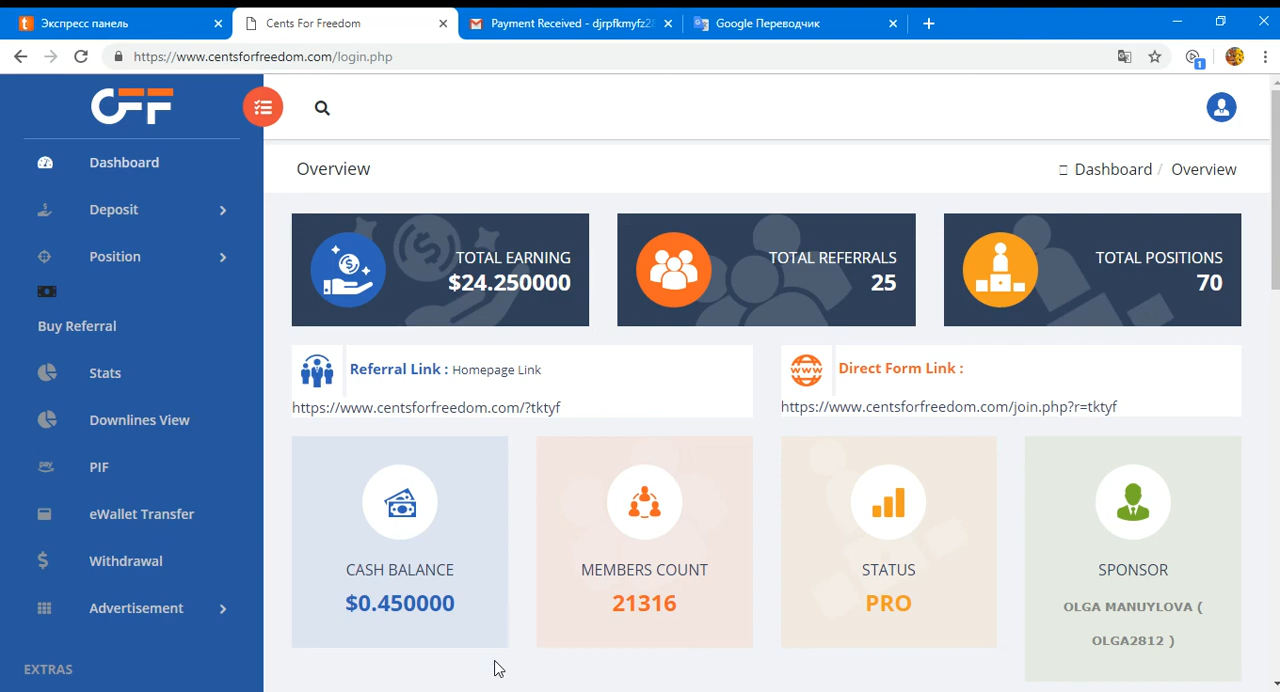 Экспресс панель
Cents For Freedom
Payment Received - djrpfkmyfz2
Google Переводчик
https://www.centsforfreedom.com/login.php
1
CFF
Dashboard
Deposit
Position
Buy Referral
Stats
Downlines View
PIF
eWallet Transfer
Withdrawal
Advertisement
EXTRAS
Overview
Dashboard / Overview
TOTAL EARNING
$24.250000
TOTAL REFERRALS
25
TOTAL POSITIONS
70
Referral Link : Homepage Link
https://www.centsforfreedom.com/?tktyf
Direct Form Link :
https://www.centsforfreedom.com/join.php?r=tktyf
CASH BALANCE
$0.450000
MEMBERS COUNT
21316
STATUS
PRO
SPONSOR
OLGA MANUYLOVA (
OLGA2812 )